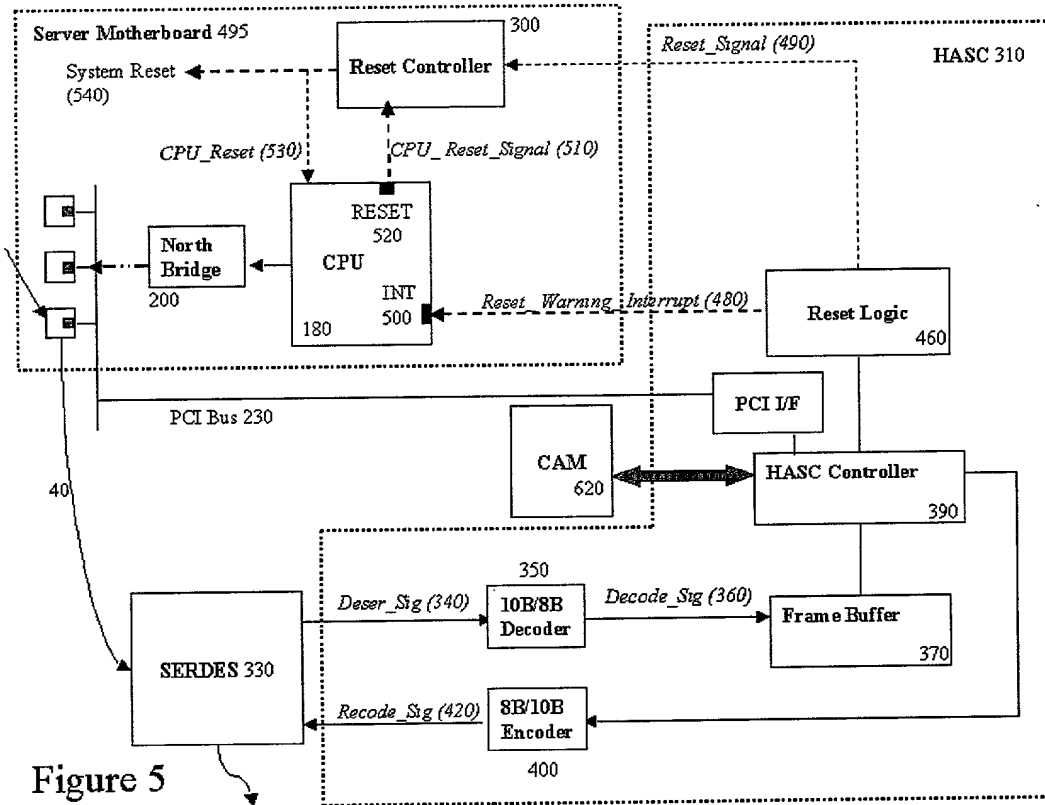 Server Motherboard 495
300
Reset_Signal (490)
HASC 310
System Reset
(540)
Reset Controller
CPU_Reset (530)
CPU_Reset_Signal (510)
RESET
520
North
Bridge
200
CPU
INT
500
180
Reset_Warning_Interrupt (480)
Reset Logic
460
PCI Bus 230
PCI I/F
CAM
620
HASC Controller
390
40
350
Deser_Sig (340)
10B/8B
Decoder
Decode_Sig (360)
Frame Buffer
370
SERDES 330
Recode_Sig (420)
8B/10B
Encoder
400
Figure 5